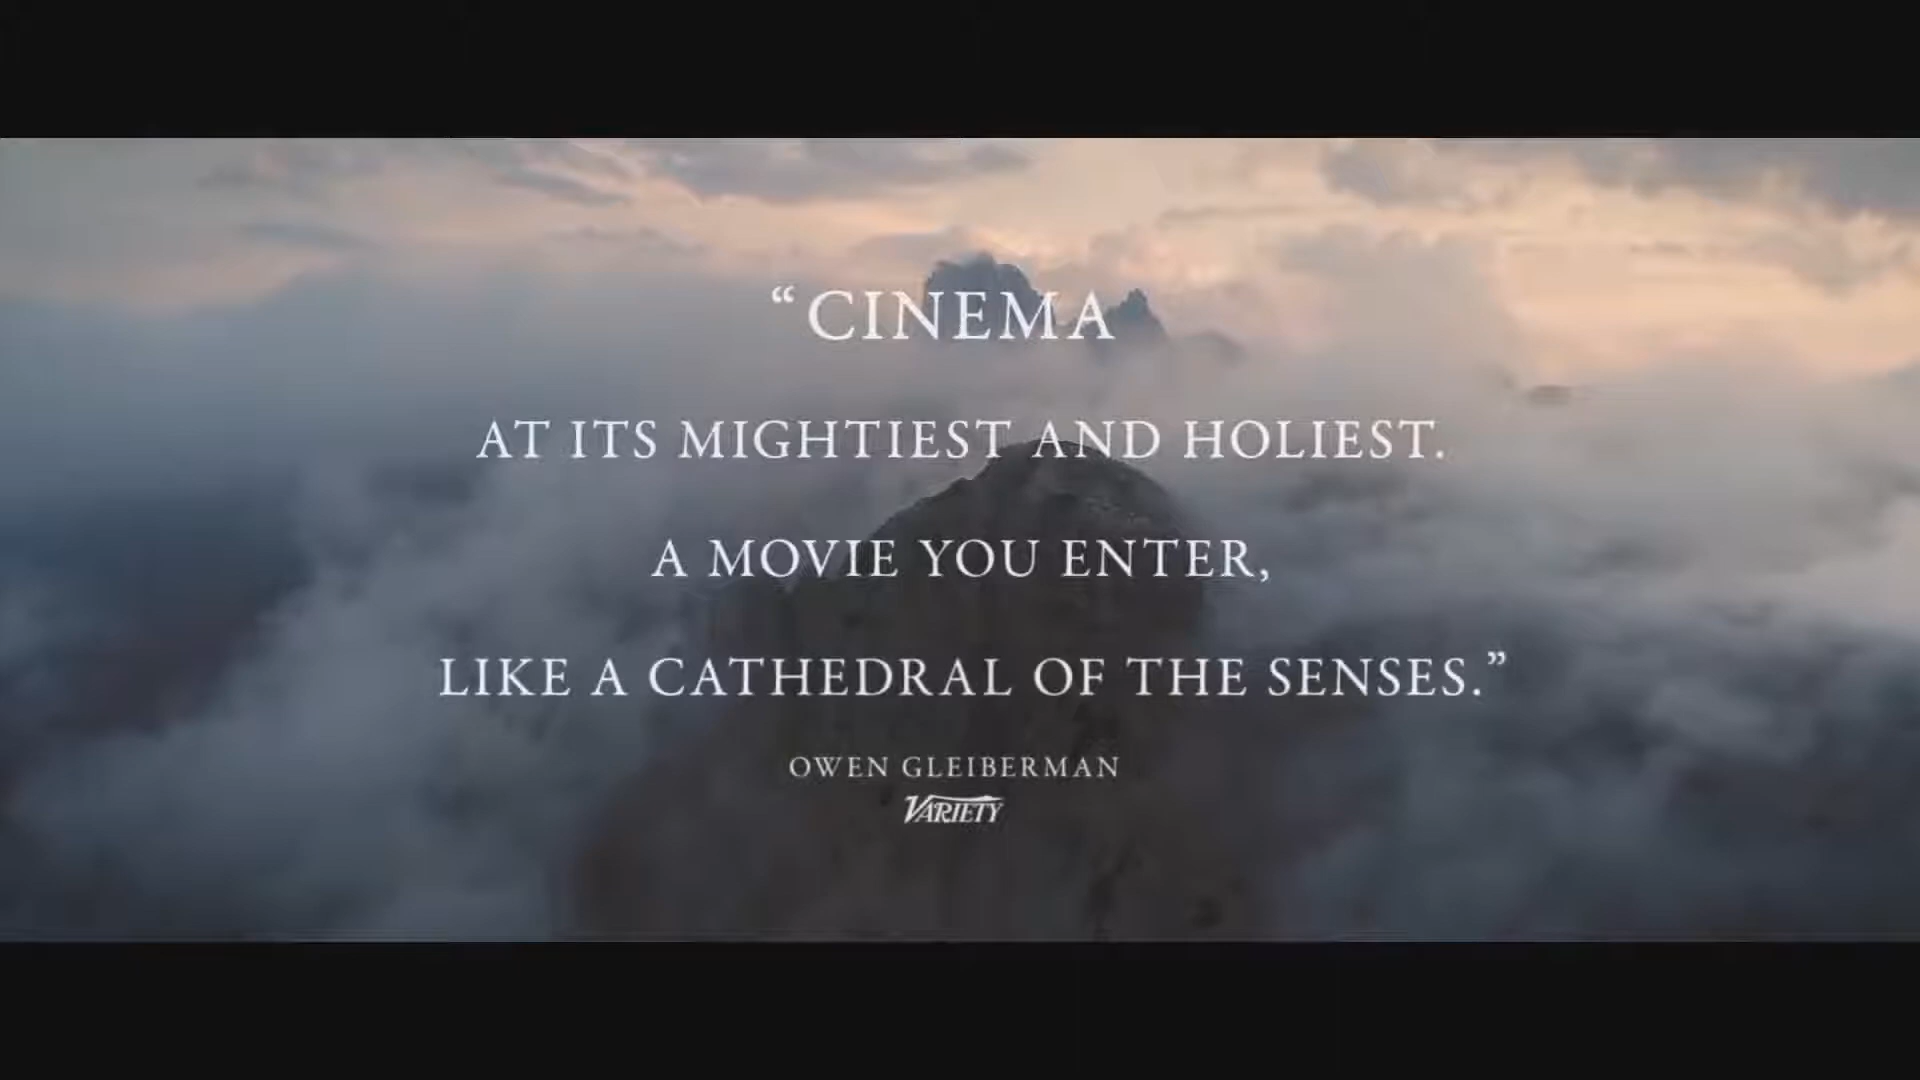 “CINEMA
AT ITS MIGHTIEST AND HOLIEST.
A MOVIE YOU ENTER,
LIKE A CATHEDRAL OF THE SENSES.”
OWEN GLEIBERMAN
VARIETY